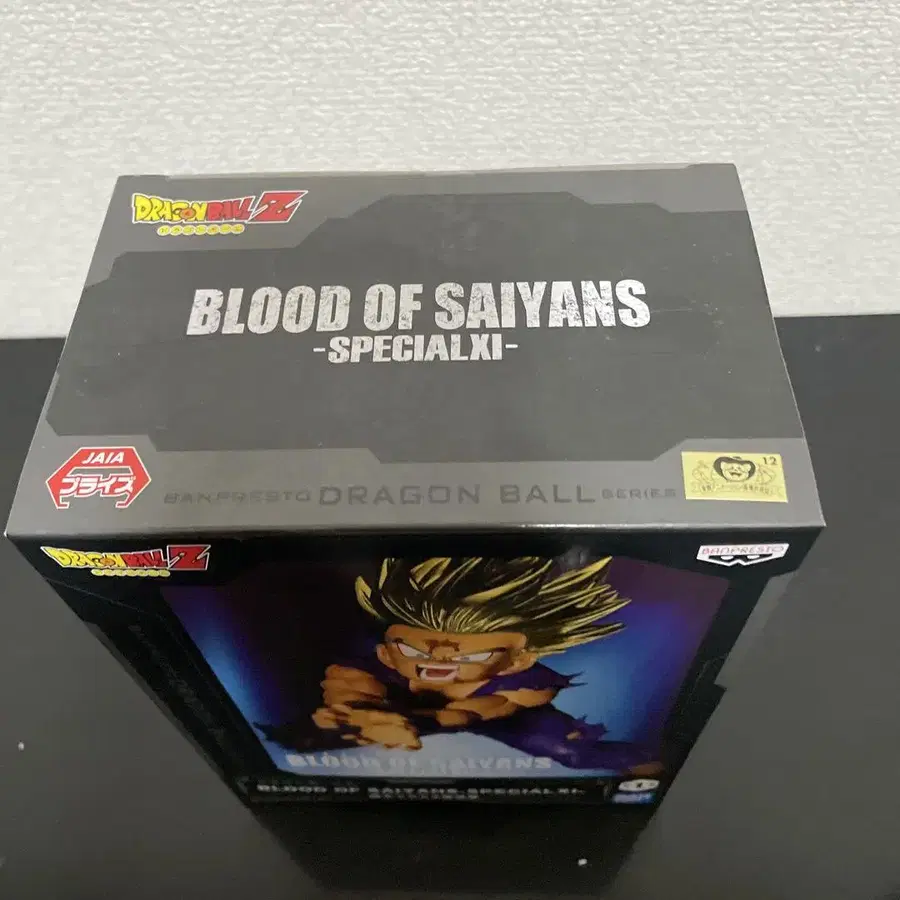 DRAGON BALL Z
BLOOD OF SAIYANS
-SPECIALXI-
JAIA
プライズ
BANPRESTO DRAGON BALL SERIES
12
DRAGON BALL Z
BANPRESTO
BLOOD OF SAIYANS
BLOOD OF SAIYANS-SPECIALXI-